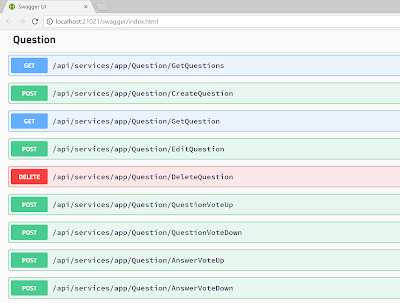 Swagger UI
localhost:21021/swagger/index.html
Question
GET /api/services/app/Question/GetQuestions
POST /api/services/app/Question/CreateQuestion
GET /api/services/app/Question/GetQuestion
POST /api/services/app/Question/EditQuestion
DELETE /api/services/app/Question/DeleteQuestion
POST /api/services/app/Question/QuestionVoteUp
POST /api/services/app/Question/QuestionVoteDown
POST /api/services/app/Question/AnswerVoteUp
POST /api/services/app/Question/AnswerVoteDown